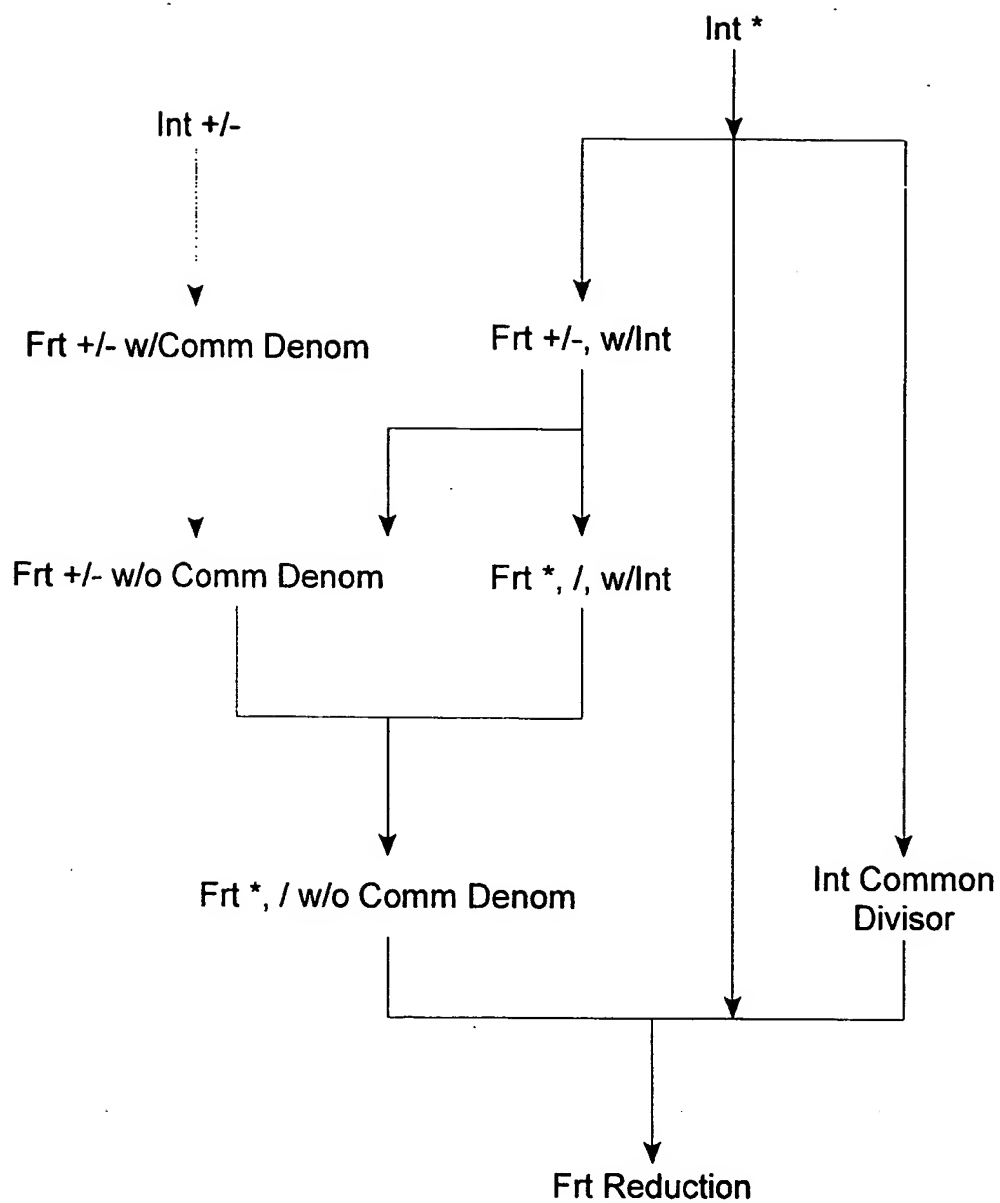 Int *
Int +/-
Frt +/- w/Comm Denom
Frt +/-, w/Int
Frt +/- w/o Comm Denom
Frt *, /, w/Int
Frt *, / w/o Comm Denom
Int Common
Divisor
Frt Reduction